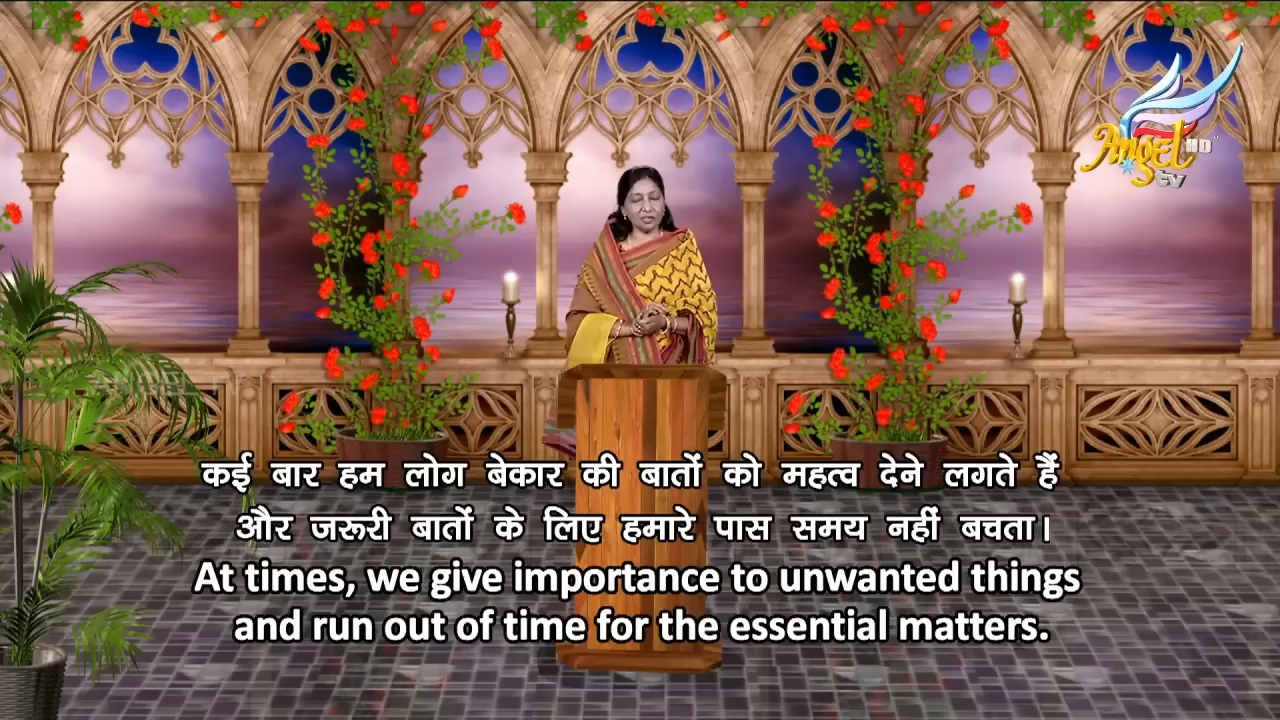 Angel HD
tv
कई बार हम लोग बेकार की बातों को महत्व देने लगते हैं
और जरूरी बातों के लिए हमारे पास समय नहीं बचता।
At times, we give importance to unwanted things
and run out of time for the essential matters.